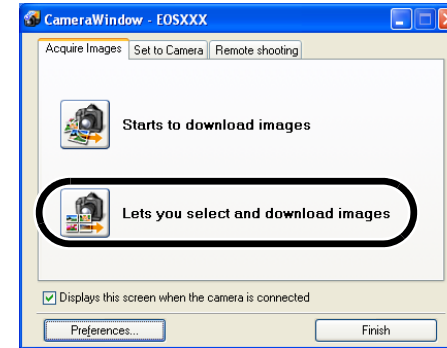 CameraWindow - EOSXXX
Acquire Images Set to Camera Remote shooting
Starts to download images
Lets you select and download images
Displays this screen when the camera is connected
Preferences... Finish